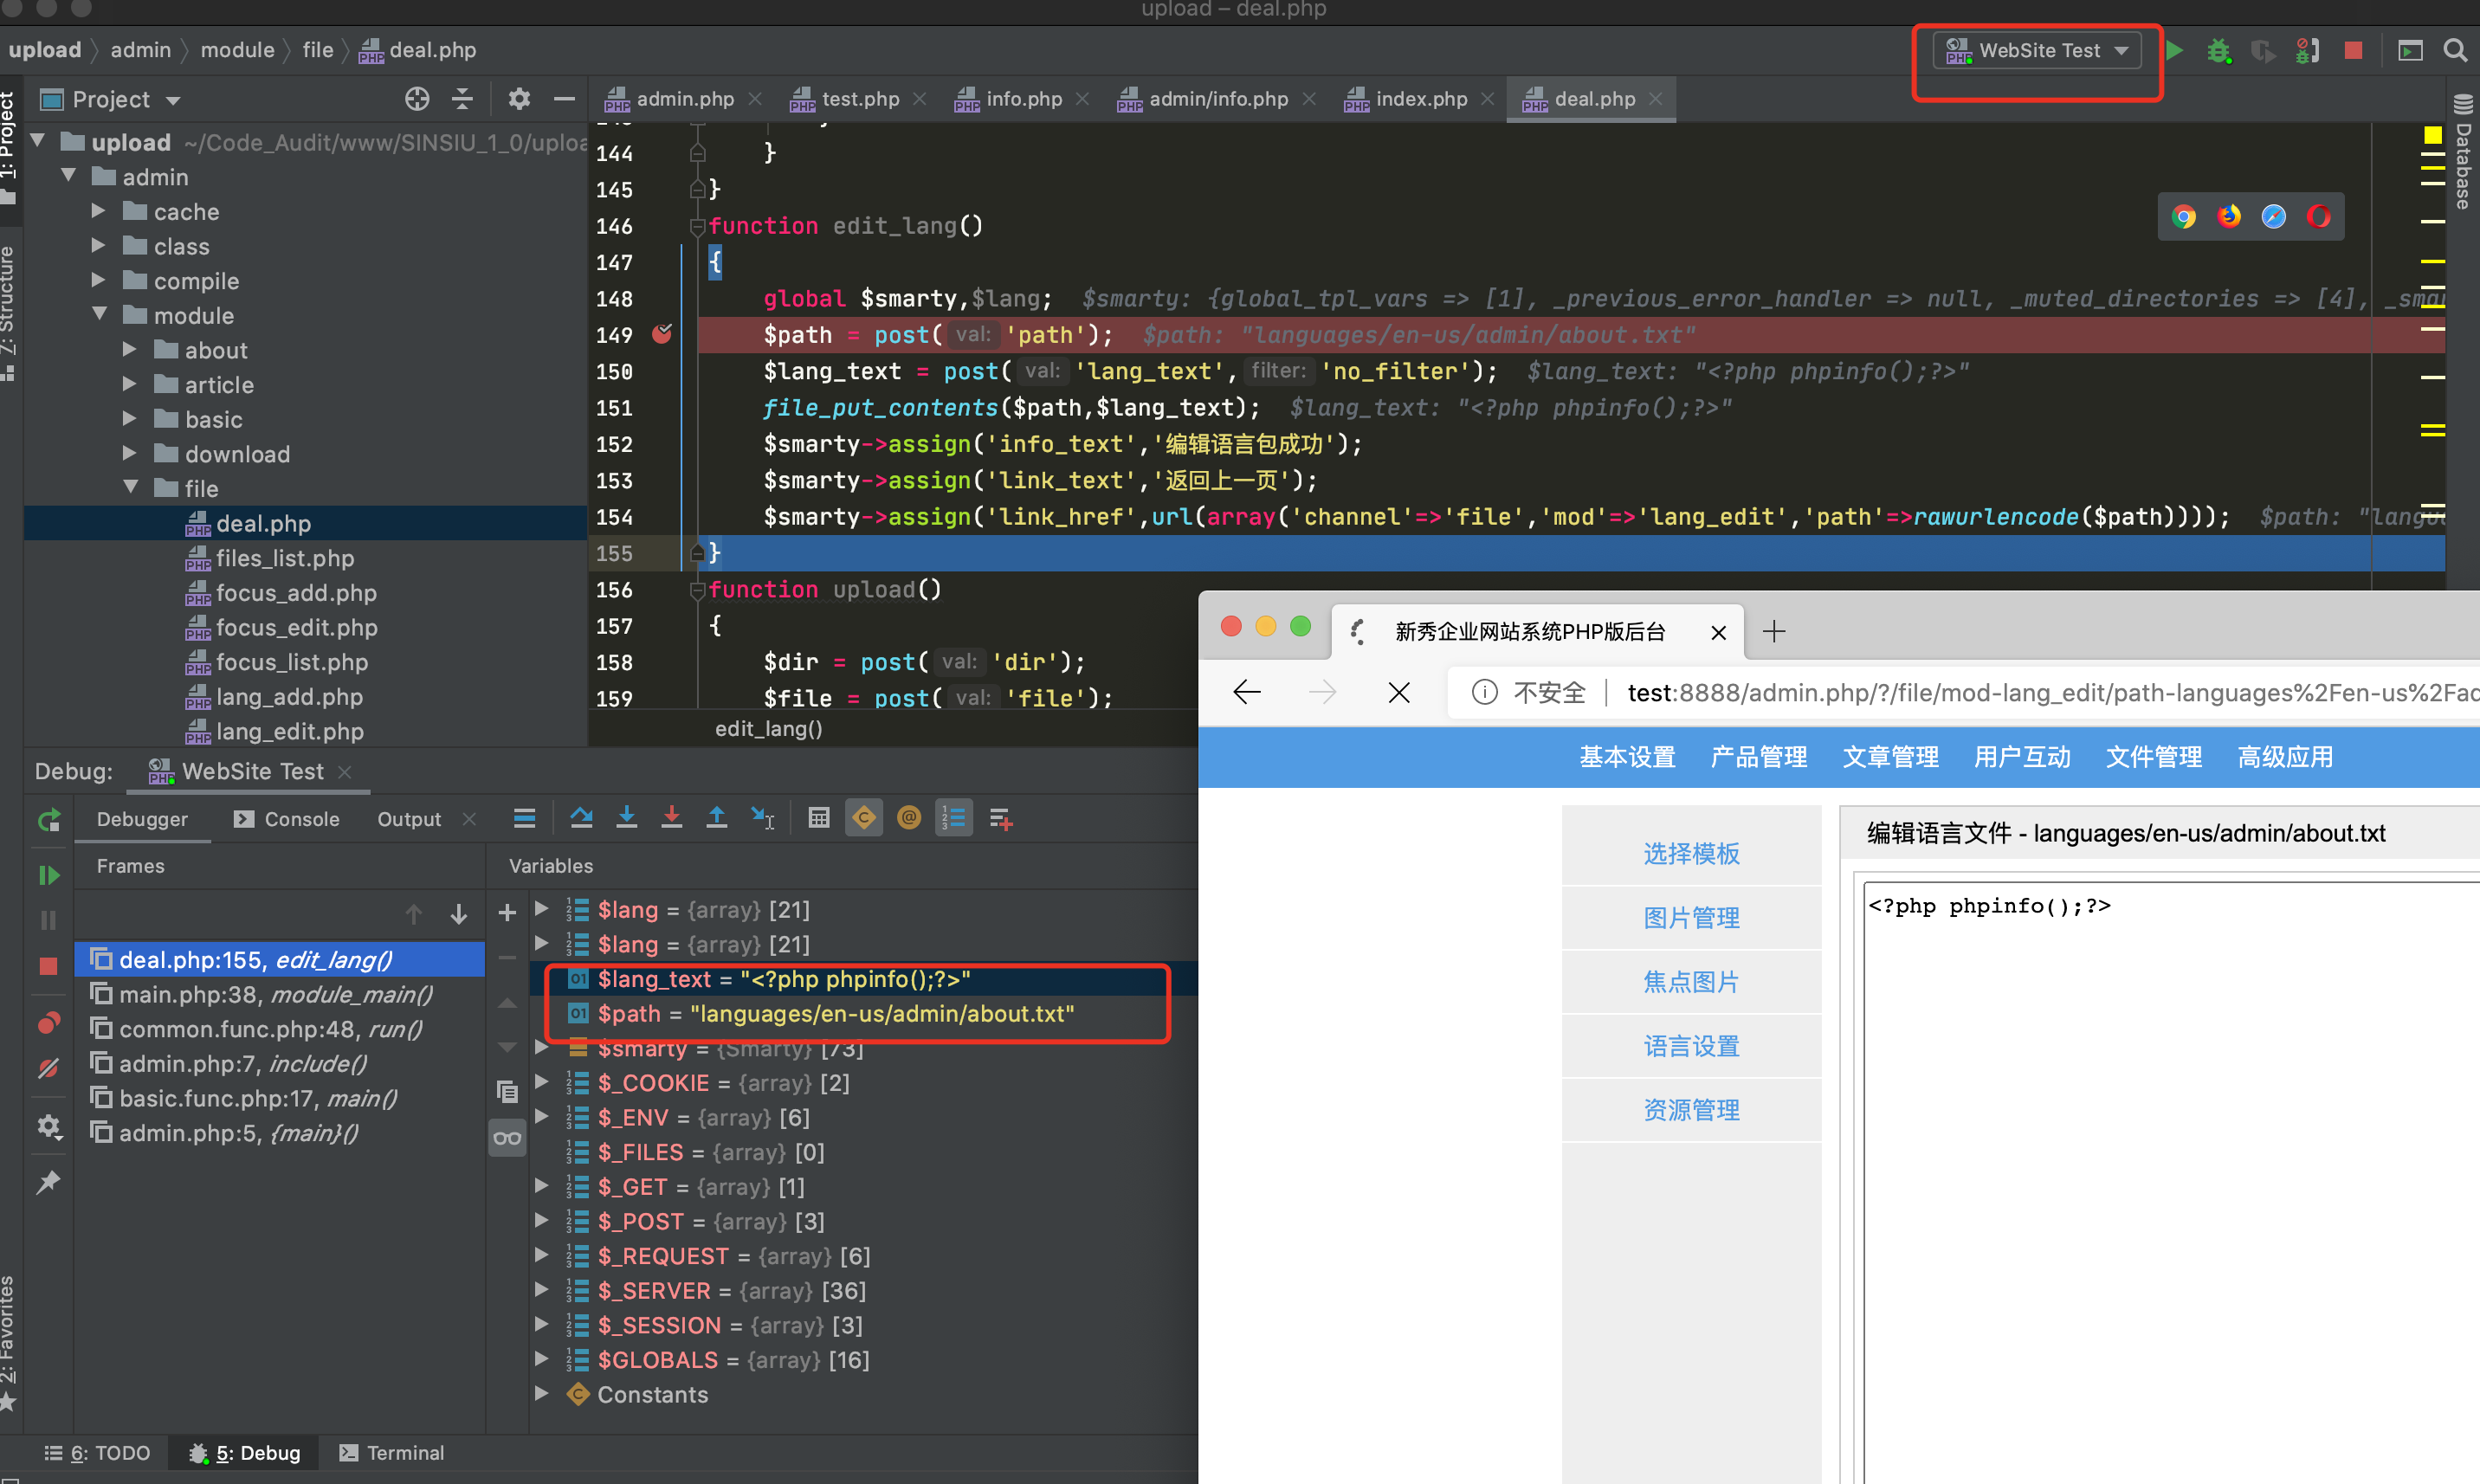 upload – deal.php
upload 〉 admin 〉 module 〉 file 〉 deal.php
WebSite Test
Project
admin.php
test.php
info.php
admin/info.php
index.php
deal.php
1: Project
7: Structure
2: Favorites
Database
upload ~/Code_Audit/www/SINSIU_1_0/uploa
admin
cache
class
compile
module
about
article
basic
download
file
deal.php
files_list.php
focus_add.php
focus_edit.php
focus_list.php
lang_add.php
lang_edit.php
144 }
145 }
146 function edit_lang()
147 {
148 global $smarty,$lang; $smarty: {global_tpl_vars => [1], _previous_error_handler => null, _muted_directories => [4], _smar
149 $path = post( val: 'path'); $path: "languages/en-us/admin/about.txt"
150 $lang_text = post( val: 'lang_text', filter: 'no_filter'); $lang_text: "<?php phpinfo();?>"
151 file_put_contents($path,$lang_text); $lang_text: "<?php phpinfo();?>"
152 $smarty->assign('info_text','编辑语言包成功');
153 $smarty->assign('link_text','返回上一页');
154 $smarty->assign('link_href',url(array('channel'=>'file','mod'=>'lang_edit','path'=>rawurlencode($path)))); $path: "langu
155 }
156 function upload()
157 {
158 $dir = post( val: 'dir');
159 $file = post( val: 'file');
edit_lang()
Debug:
WebSite Test
Debugger
Console
Output
Frames
Variables
deal.php:155, edit_lang()
main.php:38, module_main()
common.func.php:48, run()
admin.php:7, include()
basic.func.php:17, main()
admin.php:5, {main}()
$lang = {array} [21]
$lang = {array} [21]
$lang_text = "<?php phpinfo();?>"
$path = "languages/en-us/admin/about.txt"
$smarty = {Smarty} [73]
$_COOKIE = {array} [2]
$_ENV = {array} [6]
$_FILES = {array} [0]
$_GET = {array} [1]
$_POST = {array} [3]
$_REQUEST = {array} [6]
$_SERVER = {array} [36]
$_SESSION = {array} [3]
$GLOBALS = {array} [16]
Constants
6: TODO
5: Debug
Terminal
新秀企业网站系统PHP版后台
不安全 | test:8888/admin.php/?/file/mod-lang_edit/path-languages%2Fen-us%2Fad
基本设置 产品管理 文章管理 用户互动 文件管理 高级应用
选择模板
图片管理
焦点图片
语言设置
资源管理
编辑语言文件 - languages/en-us/admin/about.txt
<?php phpinfo();?>